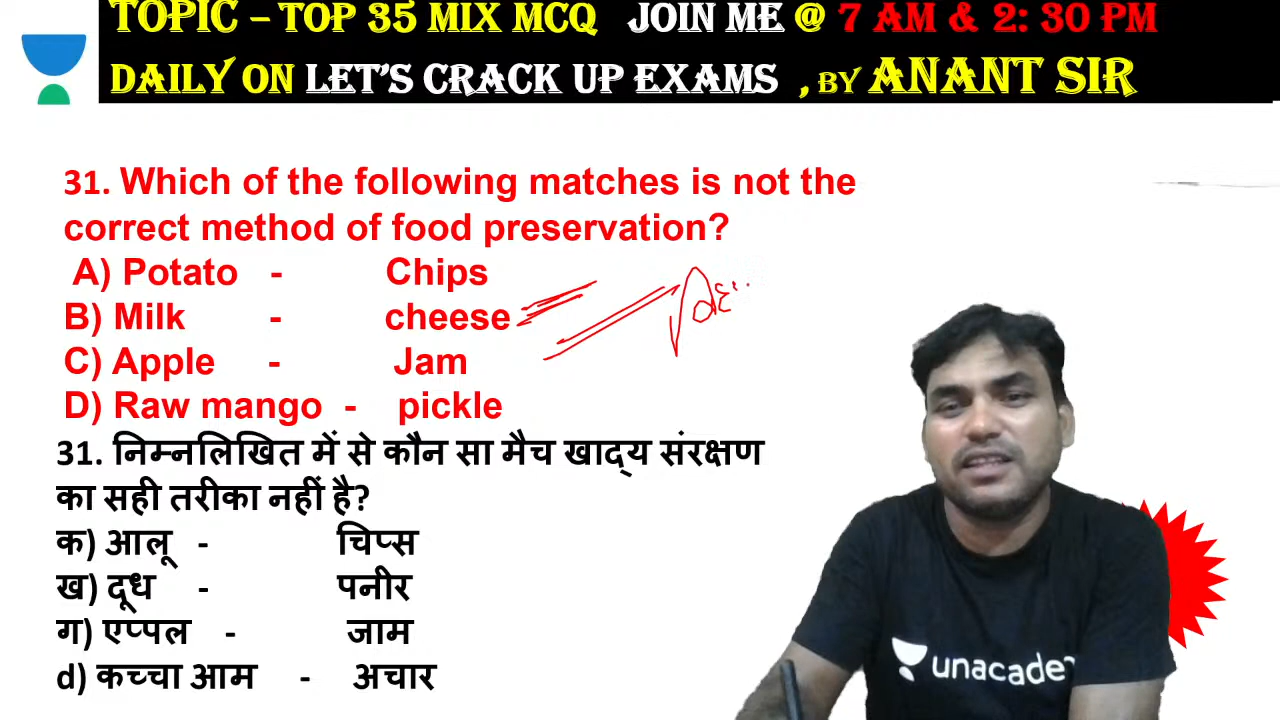 TOPIC – TOP 35 MIX MCQ JOIN ME @ 7 AM & 2: 30 PM
DAILY ON LET'S CRACK UP EXAMS , BY ANANT SIR
31. Which of the following matches is not the
correct method of food preservation?
A) Potato - Chips
B) Milk - cheese
C) Apple - Jam
D) Raw mango - pickle
31. निम्नलिखित में से कौन सा मैच खाद्य संरक्षण
का सही तरीका नहीं है?
क) आलू - चिप्स
ख) दूध - पनीर
ग) एप्पल - जाम
d) कच्चा आम - अचार
unacade